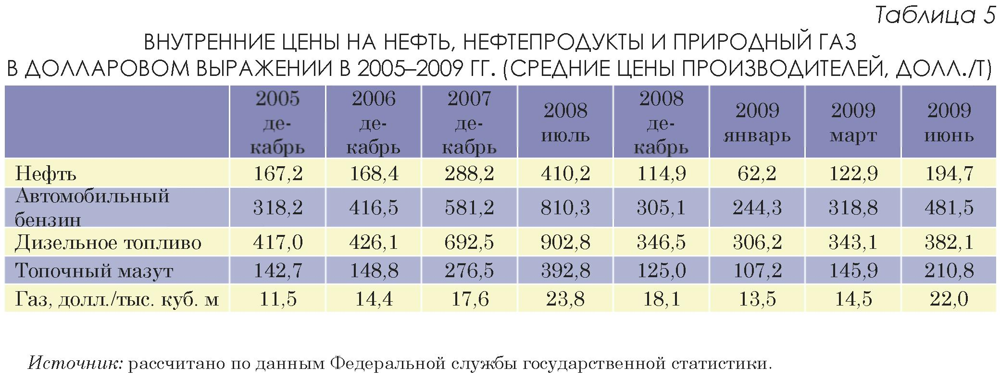 Таблица 5
ВНУТРЕННИЕ ЦЕНЫ НА НЕФТЬ, НЕФТЕПРОДУКТЫ И ПРИРОДНЫЙ ГАЗ
В ДОЛЛАРОВОМ ВЫРАЖЕНИИ В 2005–2009 ГГ. (СРЕДНИЕ ЦЕНЫ ПРОИЗВОДИТЕЛЕЙ, ДОЛЛ./Т)
2005 де-кабрь 2006 де-кабрь 2007 де-кабрь 2008 июль 2008 де-кабрь 2009 январь 2009 март 2009 июнь
Нефть 167,2 168,4 288,2 410,2 114,9 62,2 122,9 194,7
Автомобильный
бензин 318,2 416,5 581,2 810,3 305,1 244,3 318,8 481,5
Дизельное топливо 417,0 426,1 692,5 902,8 346,5 306,2 343,1 382,1
Топочный мазут 142,7 148,8 276,5 392,8 125,0 107,2 145,9 210,8
Газ, долл./тыс. куб. м 11,5 14,4 17,6 23,8 18,1 13,5 14,5 22,0
Источник: рассчитано по данным Федеральной службы государственной статистики.